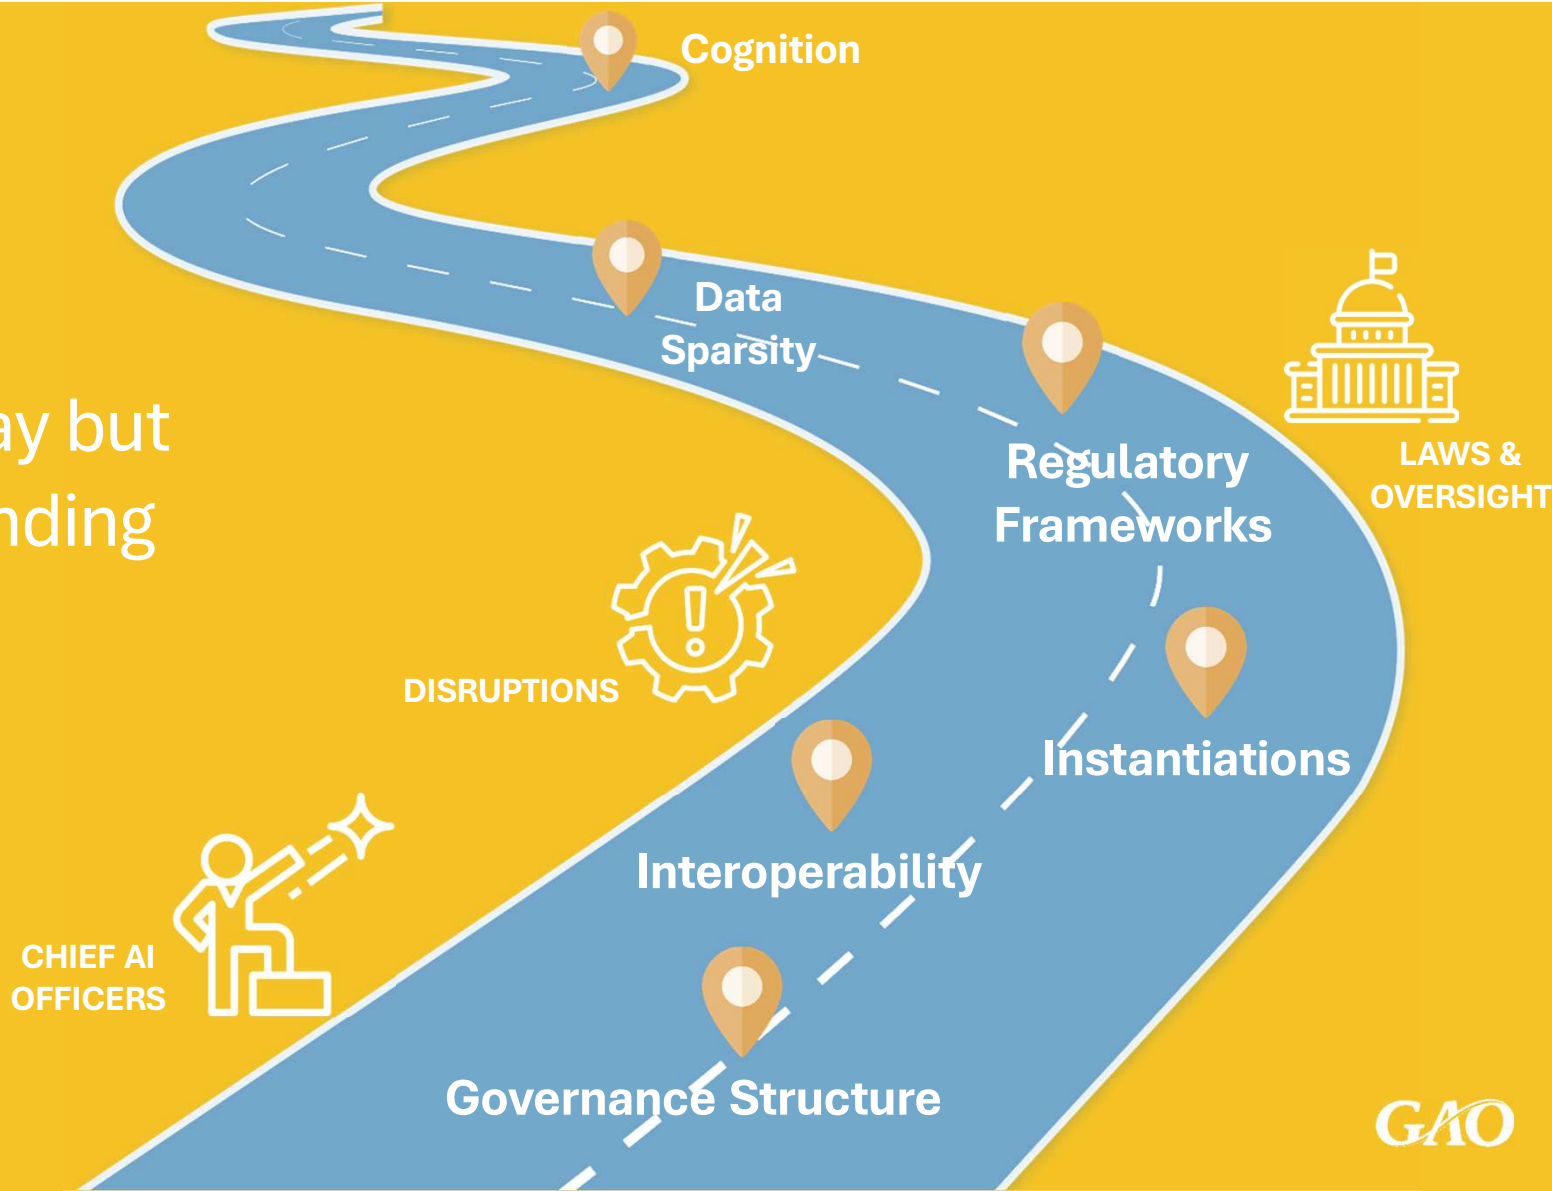 Cognition
Data
Sparsity
Regulatory
Frameworks
LAWS &
OVERSIGHT
ay but
nding
DISRUPTIONS
Instantiations
Interoperability
CHIEF AI
OFFICERS
Governance Structure
GAO